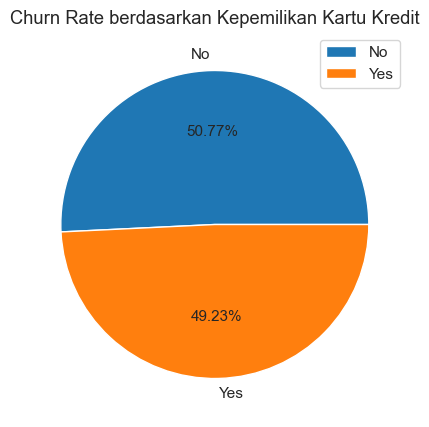 Churn Rate berdasarkan Kepemilikan Kartu Kredit
No
Yes
No
50.77%
49.23%
Yes